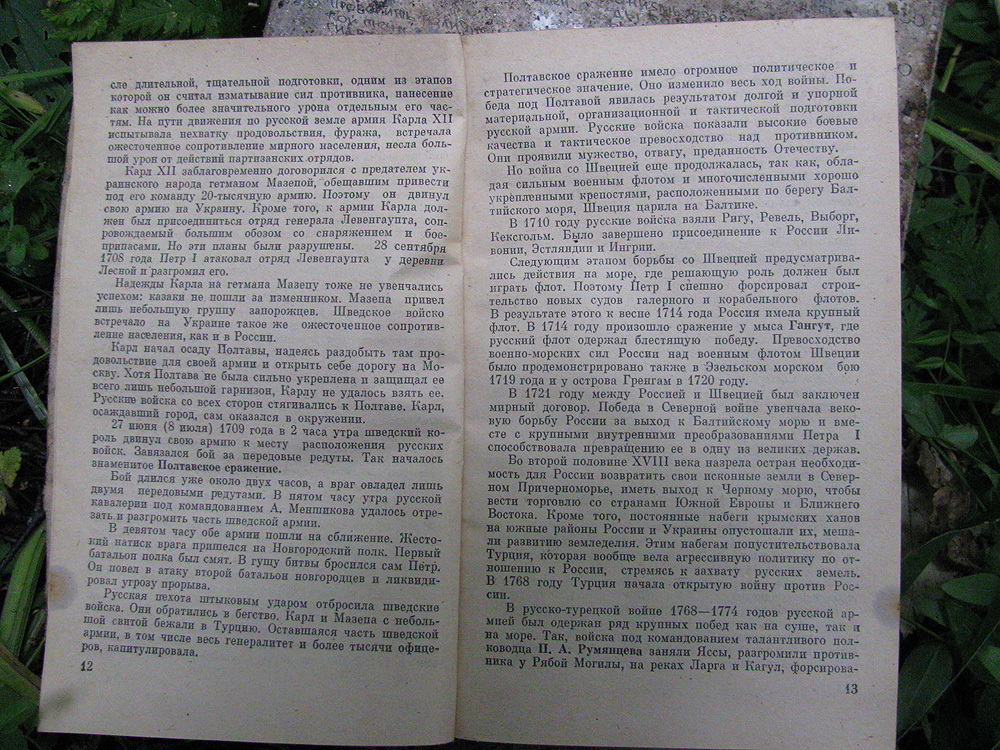 сле длительной, тщательной подготовки, одним из этапов
которой он считал изматывание сил противника, нанесение
как можно более значительного урона отдельным его час-
тям. На пути движения по русской земле армия Карла XII
испытывала нехватку продовольствия, фуража, встречала
ожесточенное сопротивление мирного населения, несла боль-
шой урон от действий партизанских отрядов.
Карл XII заблаговременно договорился с предателем ук-
раинского народа гетманом Мазепой, обещавшим привести
под его команду 20-тысячную армию. Поэтому он двинул
свою армию на Украину. Кроме того, к армии Карла дол-
жен был присоединиться отряд генерала Левенгаупта, соп-
ровождаемый большим обозом со снаряжением и бое-
припасами. Но эти планы были разрушены. 28 сентября
1708 года Петр I атаковал отряд Левенгаупта у деревни
Лесной и разгромил его.
Надежды Карла на гетмана Мазепу тоже не увенчались
успехом: казаки не пошли за изменником. Мазепа привел
лишь небольшую группу запорожцев. Шведское войско
встречало на Украине такое же ожесточенное сопротив-
ление населения, как и в России.
Карл начал осаду Полтавы, надеясь раздобыть там про-
довольствие для своей армии и открыть себе дорогу на Мо-
скву. Хотя Полтава не была сильно укреплена и защищал ее
всего лишь небольшой гарнизон, Карлу не удалось взять ее.
Русские войска со всех сторон стягивались к Полтаве. Карл,
осаждавший город, сам оказался в окружении.
27 июня (8 июля) 1709 года в 2 часа утра шведский ко-
роль двинул свою армию к месту расположения русских
войск. Завязался бой за передовые редуты. Так началось
знаменитое Полтавское сражение.
Бой длился уже около двух часов, а враг овладел лишь
двумя передовыми редутами. В пятом часу утра русской
кавалерии под командованием А. Меншикова удалось отре-
зать и разгромить часть шведской армии.
В девятом часу обе армии пошли на сближение. Жесто-
кий натиск врага пришелся на Новгородский полк. Первый
батальон полка был смят. В гущу битвы бросился сам Петр.
Он повел в атаку второй батальон новгородцев и ликвиди-
ровал угрозу прорыва.
Русская пехота штыковым ударом отбросила шведские
войска. Они обратились в бегство. Карл и Мазепа с неболь-
шой свитой бежали в Турцию. Оставшаяся часть шведской
армии, в том числе весь генералитет и более тысячи офице-
ров, капитулировала.
12
Полтавское сражение имело огромное политическое и
стратегическое значение. Оно изменило весь ход войны. По-
беда под Полтавой явилась результатом долгой и упорной
материальной, организационной и тактической подготовки
русской армии. Русские войска показали высокие боевые
качества и тактическое превосходство над противником.
Они проявили мужество, отвагу, преданность Отечеству.
Но война со Швецией еще продолжалась, так как, обла-
дая сильным военным флотом и многочисленными хорошо
укрепленными крепостями, расположенными по берегу Бал-
тийского моря, Швеция царила на Балтике.
В 1710 году русские войска взяли Ригу, Ревель, Выборг,
Кексгольм. Было завершено присоединение к России Ли-
вонии, Эстляндии и Ингрии.
Следующим этапом борьбы со Швецией предусматрива-
лись действия на море, где решающую роль должен был
играть флот. Поэтому Петр I спешно форсировал строи-
тельство новых судов галерного и корабельного флотов.
В результате этого к весне 1714 года Россия имела крупный
флот. В 1714 году произошло сражение у мыса Гангут, где
русский флот одержал блестящую победу. Превосходство
военно-морских сил России над военным флотом Швеции
было продемонстрировано также в Эзельском морском бою
1719 года и у острова Гренгам в 1720 году.
В 1721 году между Россией и Швецией был заключен
мирный договор. Победа в Северной войне увенчала веко-
вую борьбу России за выход к Балтийскому морю и вме-
сте с крупными внутренними преобразованиями Петра I
способствовала превращению ее в одну из великих держав.
Во второй половине XVIII века назрела острая необходи-
мость для России возвратить свои исконные земли в Север-
ном Причерноморье, иметь выход к Черному морю, чтобы
вести торговлю со странами Южной Европы и Ближнего
Востока. Кроме того, постоянные набеги крымских ханов
на южные районы России и Украины опустошали их, меша-
ли развитию земледелия. Этим набегам попустительствовала
Турция, которая вообще вела агрессивную политику по от-
ношению к России, стремясь к захвату русских земель.
В 1768 году Турция начала открытую войну против Рос-
сии.
В русско-турецкой войне 1768—1774 годов русской ар-
мией был одержан ряд крупных побед как на суше, так и
на море. Так, войска под командованием талантливого пол-
ководца П. А. Румянцева заняли Яссы, разгромили против-
ника у Рябой Могилы, на реках Ларга и Кагул, форсирова-
13